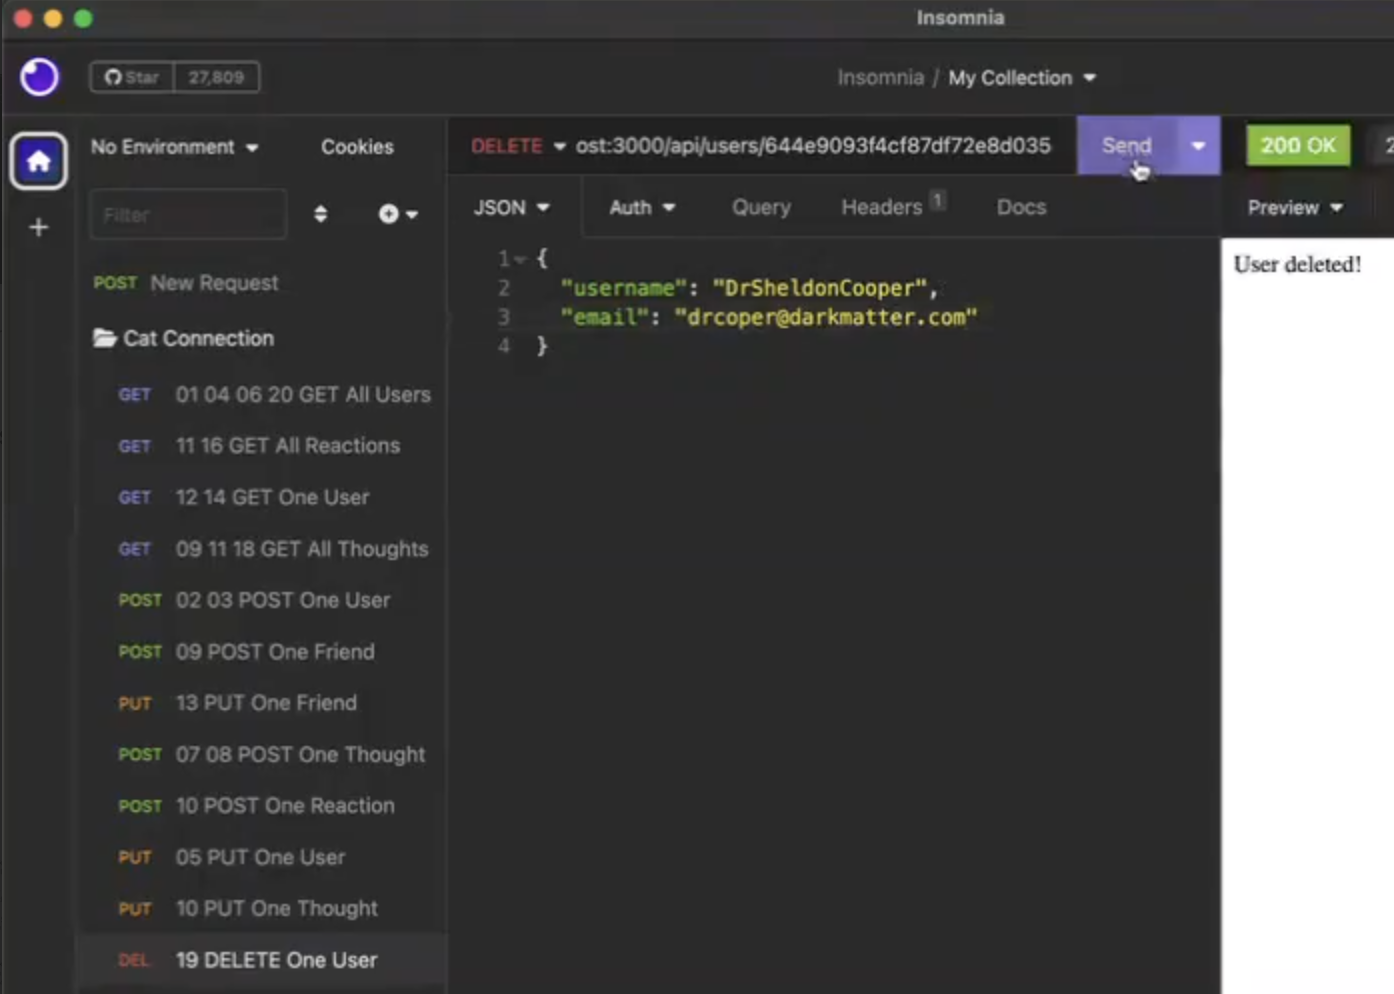 Insomnia
Star 27,809
Insomnia / My Collection
No Environment
Cookies
DELETE ost:3000/api/users/644e9093f4cf87df72e8d035
Send
200 OK
2
Filter
JSON
Auth
Query
Headers 1
Docs
Preview
1 {
2 "username": "DrSheldonCooper",
3 "email": "drcoper@darkmatter.com"
4 }
User deleted!
POST New Request
Cat Connection
GET 01 04 06 20 GET All Users
GET 11 16 GET All Reactions
GET 12 14 GET One User
GET 09 11 18 GET All Thoughts
POST 02 03 POST One User
POST 09 POST One Friend
PUT 13 PUT One Friend
POST 07 08 POST One Thought
POST 10 POST One Reaction
PUT 05 PUT One User
PUT 10 PUT One Thought
DEL 19 DELETE One User